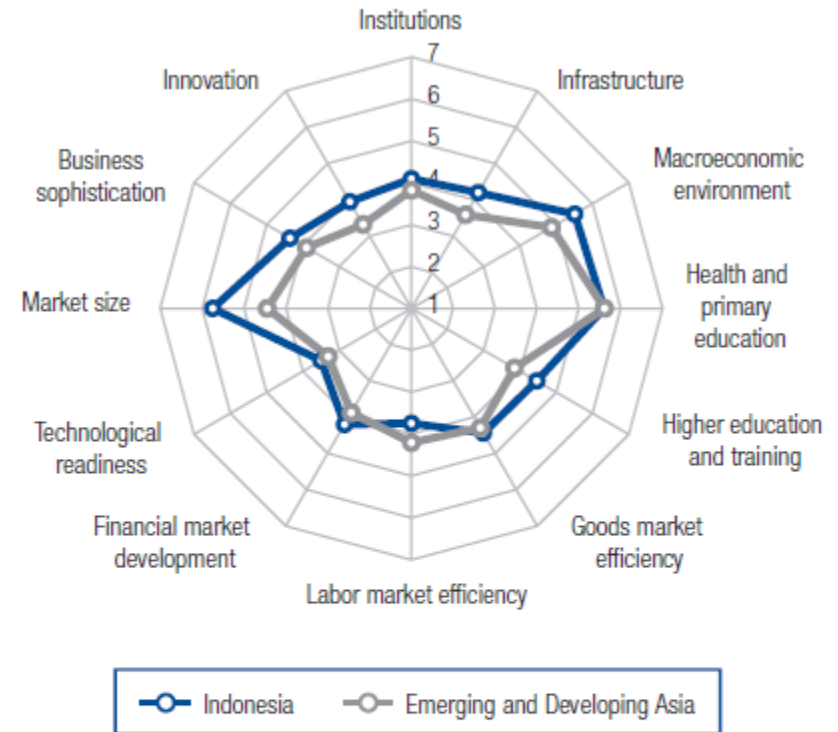 Institutions
7
6
5
4
3
2
1
Innovation
Infrastructure
Business
sophistication
Macroeconomic
environment
Market size
Health and
primary
education
Technological
readiness
Higher education
and training
Financial market
development
Goods market
efficiency
Labor market efficiency
Indonesia
Emerging and Developing Asia